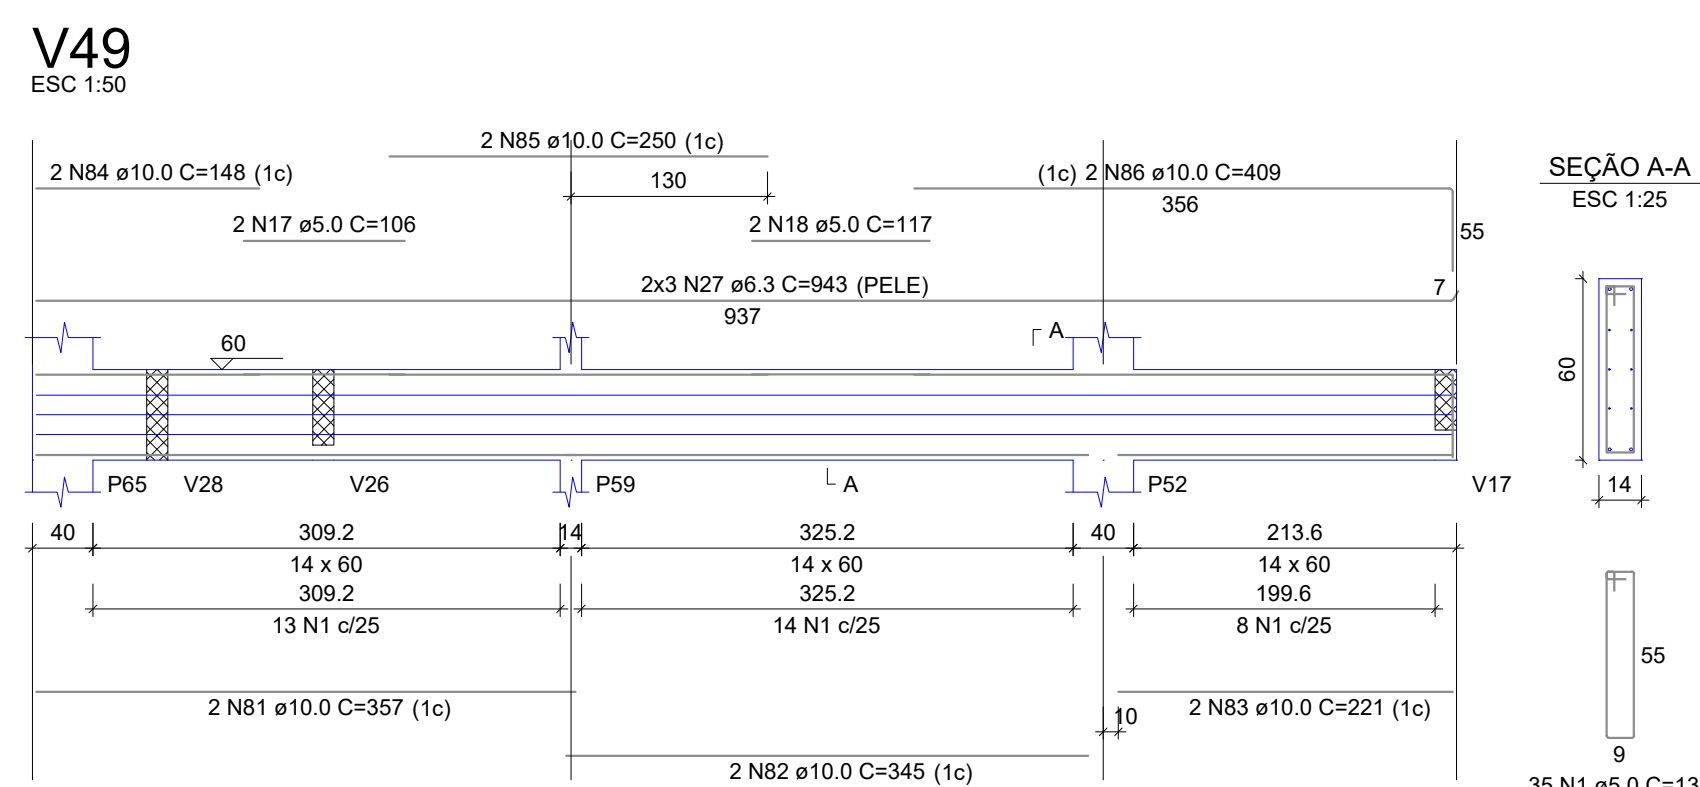 V49
ESC 1:50
2 N85 ø10.0 C=250 (1c)
2 N84 ø10.0 C=148 (1c)
130
(1c) 2 N86 ø10.0 C=409
356
SEÇÃO A-A
ESC 1:25
2 N17 ø5.0 C=106
2 N18 ø5.0 C=117
55
2x3 N27 ø6.3 C=943 (PELE)
7
937
A
60
60
P65
V28
V26
P59
A
P52
V17
14
40
309.2
14
325.2
40
213.6
14 x 60
14 x 60
14 x 60
309.2
325.2
199.6
13 N1 c/25
14 N1 c/25
8 N1 c/25
55
2 N81 ø10.0 C=357 (1c)
10
2 N83 ø10.0 C=221 (1c)
9
2 N82 ø10.0 C=345 (1c)
35 N1 ø5.0